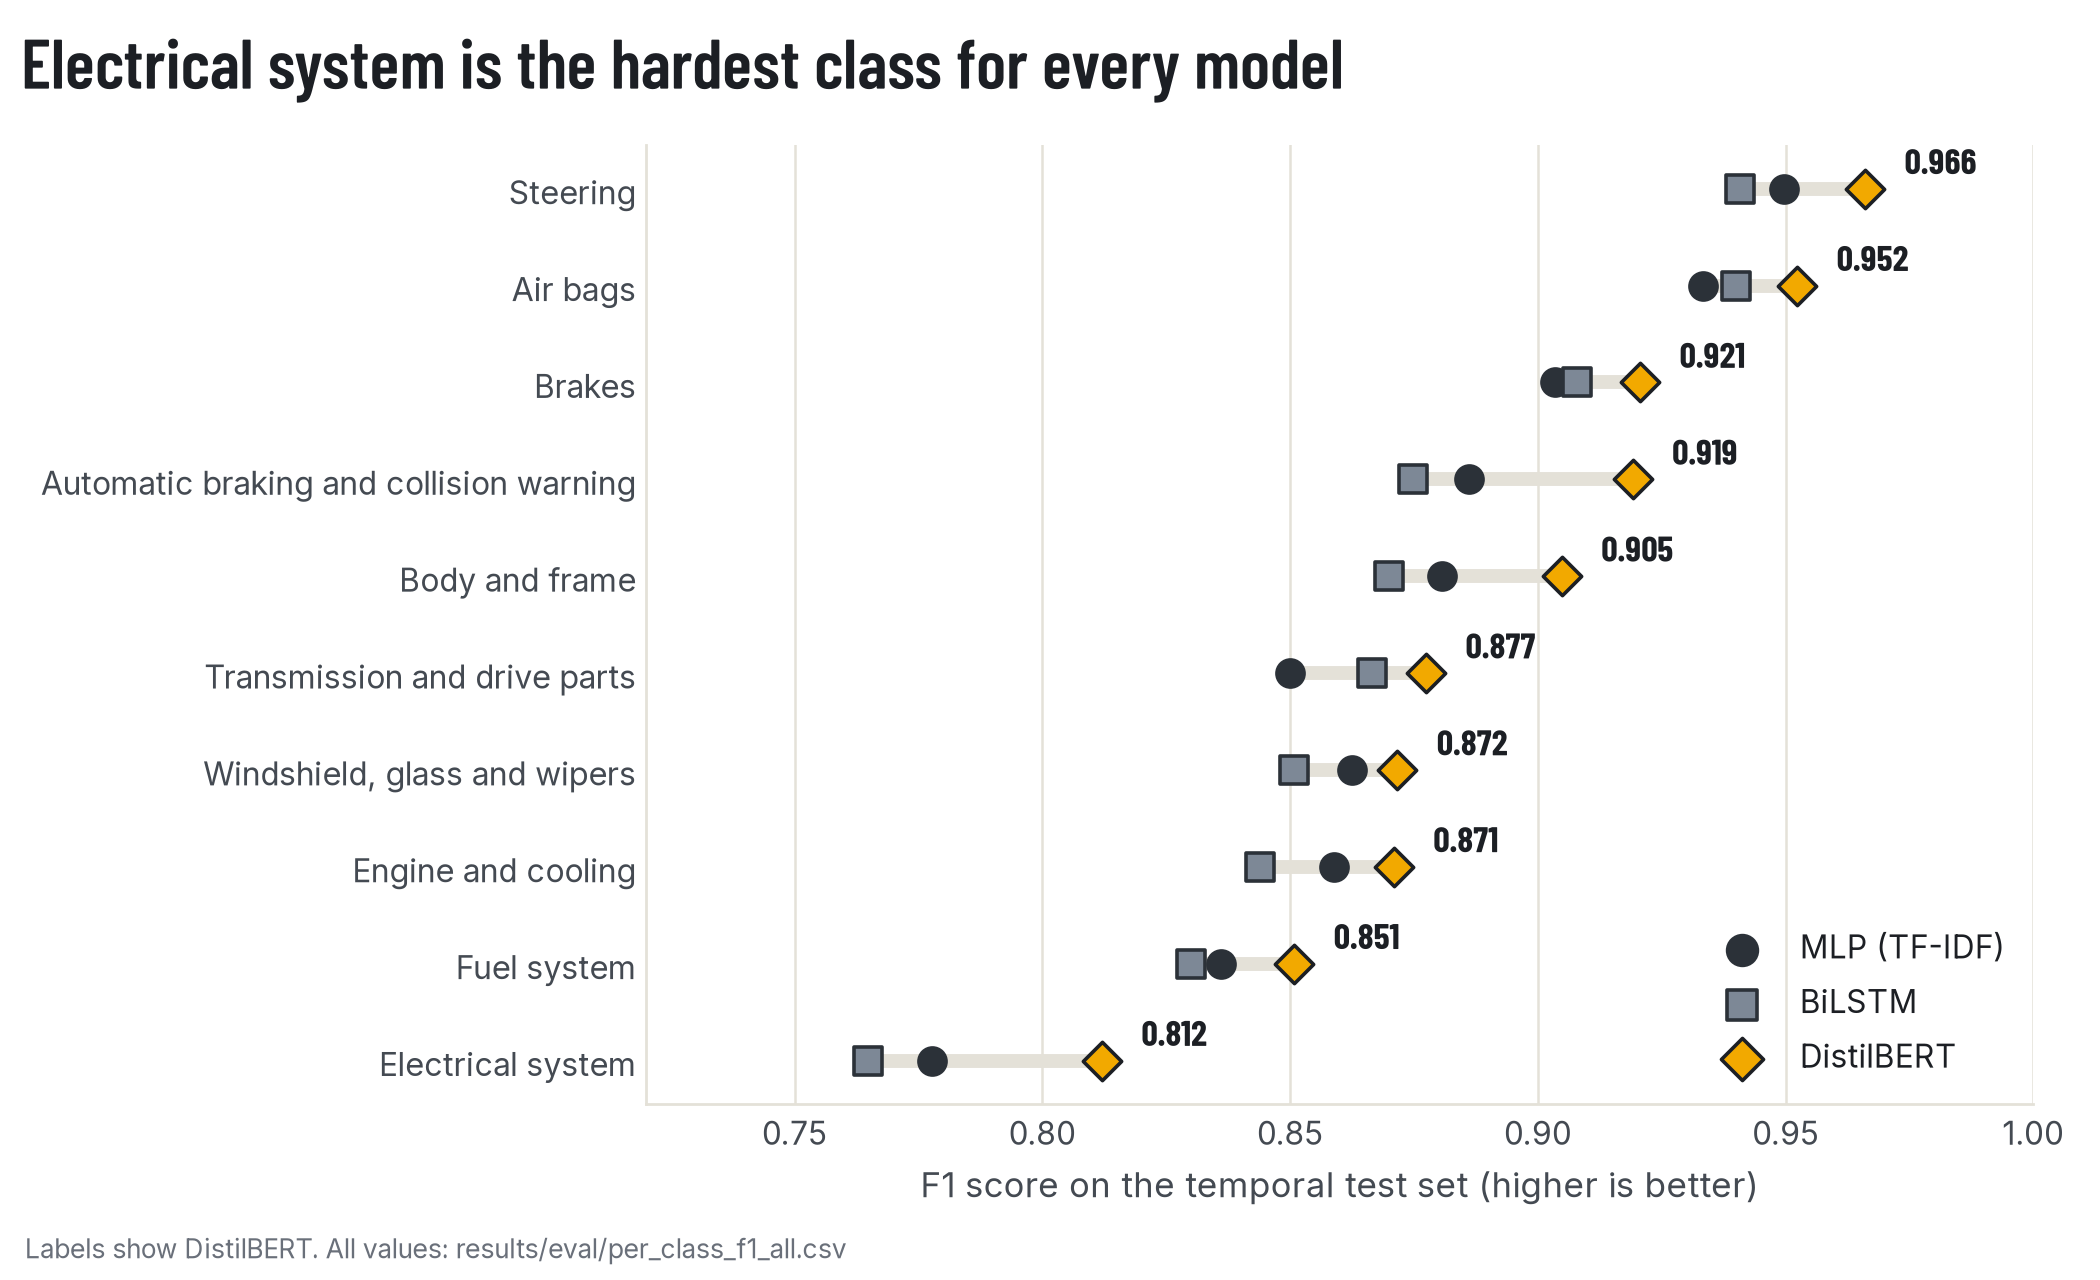 Electrical system is the hardest class for every model
Steering
0.966
Air bags
0.952
Brakes
0.921
Automatic braking and collision warning
0.919
Body and frame
0.905
Transmission and drive parts
0.877
Windshield, glass and wipers
0.872
Engine and cooling
0.871
Fuel system
0.851
Electrical system
0.812
MLP (TF-IDF)
BiLSTM
DistilBERT
0.75 0.80 0.85 0.90 0.95 1.00
F1 score on the temporal test set (higher is better)
Labels show DistilBERT. All values: results/eval/per_class_f1_all.csv